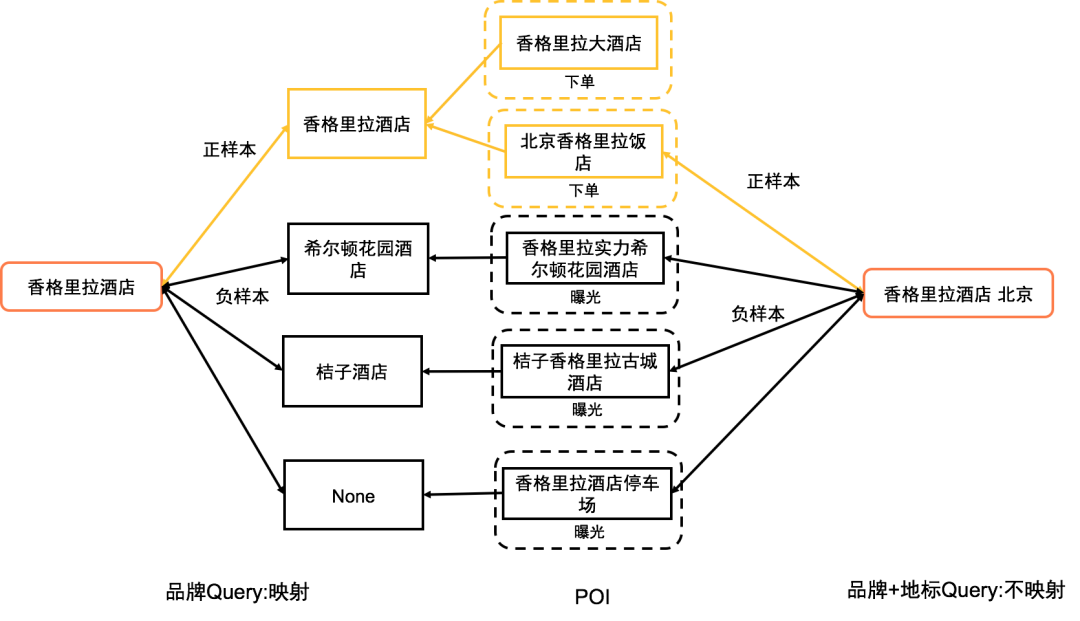 香格里拉大酒店
下单
香格里拉酒店
北京香格里拉饭
店
下单
正样本
正样本
希尔顿花园酒
店
香格里拉实力希
尔顿花园酒店
曝光
香格里拉酒店
负样本
香格里拉酒店 北京
负样本
桔子酒店
桔子香格里拉古城
酒店
曝光
None
香格里拉酒店停车
场
曝光
品牌Query:映射
POI
品牌+地标Query:不映射